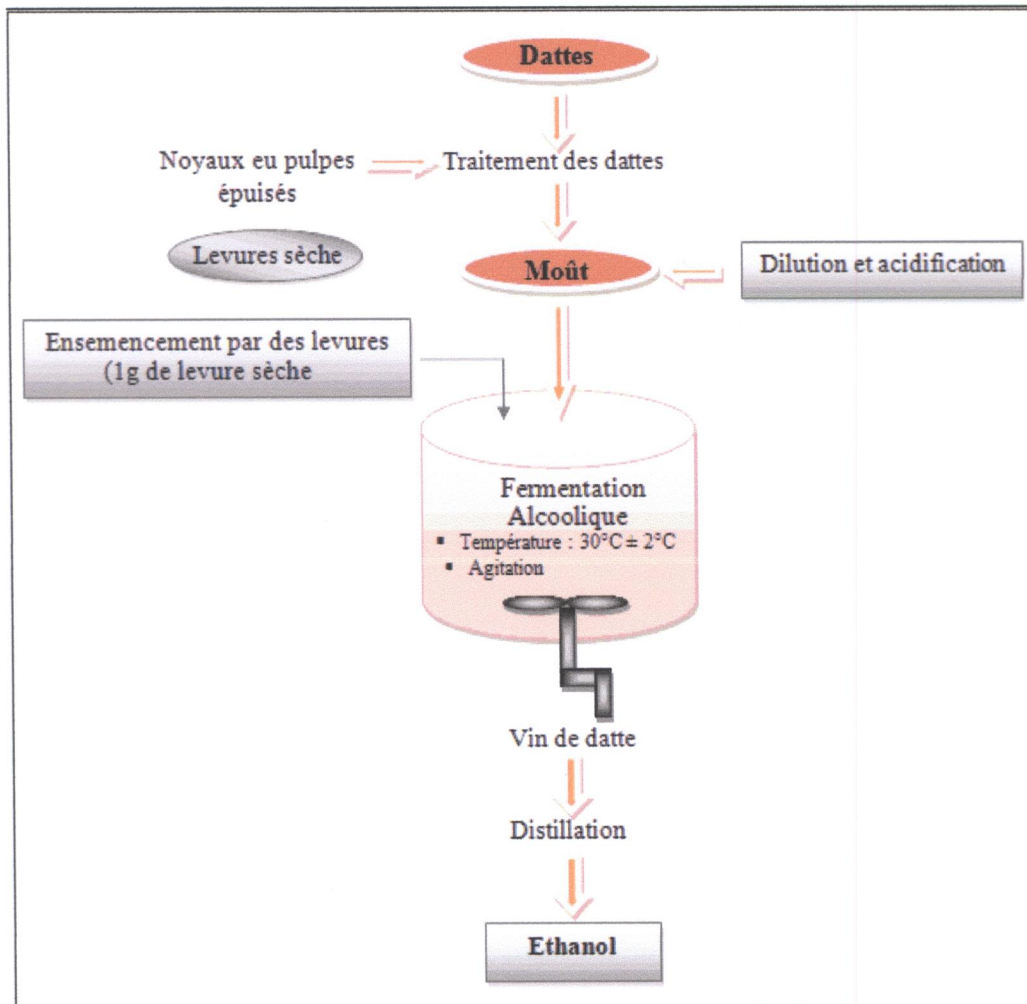 Dattes
Noyaux eu pulpes
épuisés
Traitement des dattes
Levures sèche
Moût
Dilution et acidification
Ensemencement par des levures
(1g de levure sèche
Fermentation
Alcoolique
▪ Température : 30°C ± 2°C
▪ Agitation
Vin de datte
Distillation
Ethanol